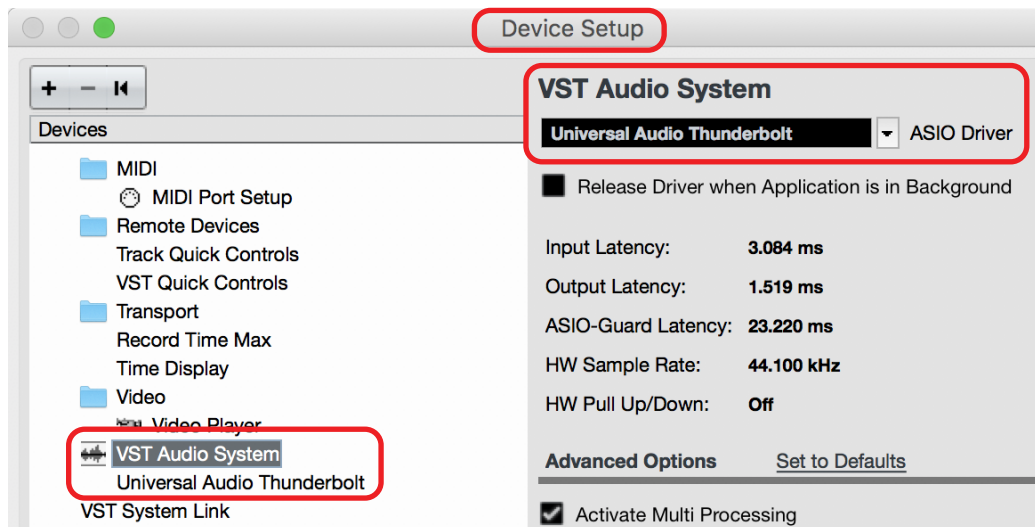 Device Setup
Devices
MIDI
MIDI Port Setup
Remote Devices
Track Quick Controls
VST Quick Controls
Transport
Record Time Max
Time Display
Video
Video Player
VST Audio System
Universal Audio Thunderbolt
VST System Link
VST Audio System
Universal Audio Thunderbolt ASIO Driver
Release Driver when Application is in Background
Input Latency: 3.084 ms
Output Latency: 1.519 ms
ASIO-Guard Latency: 23.220 ms
HW Sample Rate: 44.100 kHz
HW Pull Up/Down: Off
Advanced Options Set to Defaults
Activate Multi Processing